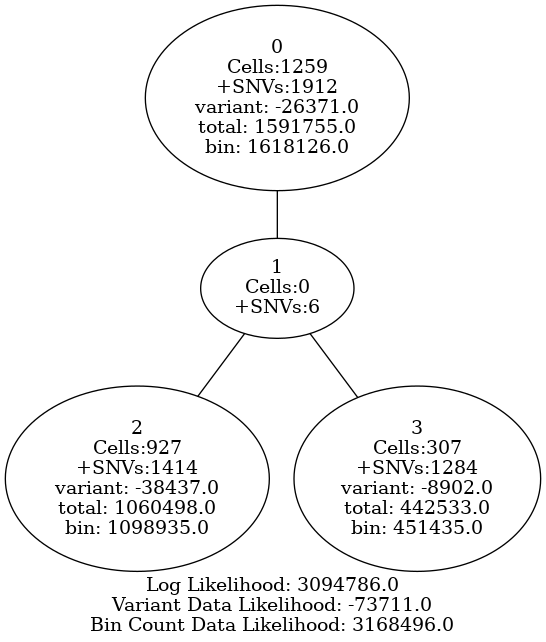 0
Cells:1259
+SNVs:1912
variant: -26371.0
total: 1591755.0
bin: 1618126.0
1
Cells:0
+SNVs:6
2
Cells:927
+SNVs:1414
variant: -38437.0
total: 1060498.0
bin: 1098935.0
3
Cells:307
+SNVs:1284
variant: -8902.0
total: 442533.0
bin: 451435.0
Log Likelihood: 3094786.0
Variant Data Likelihood: -73711.0
Bin Count Data Likelihood: 3168496.0